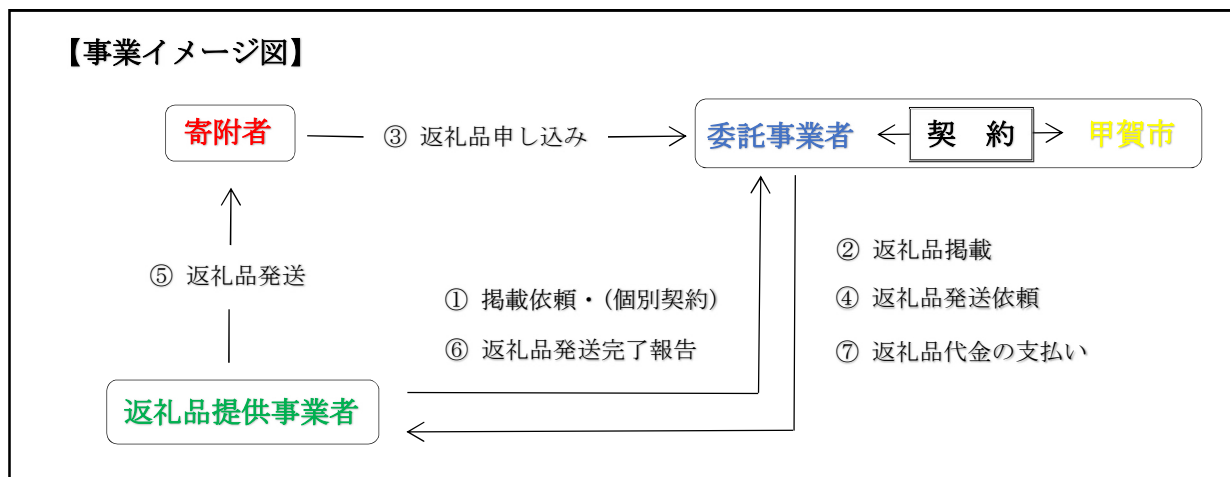 【事業イメージ図】
寄附者
③ 返礼品申し込み
委託事業者
契 約
甲賀市
⑤ 返礼品発送
① 掲載依頼・(個別契約)
⑥ 返礼品発送完了報告
② 返礼品掲載
④ 返礼品発送依頼
⑦ 返礼品代金の支払い
返礼品提供事業者